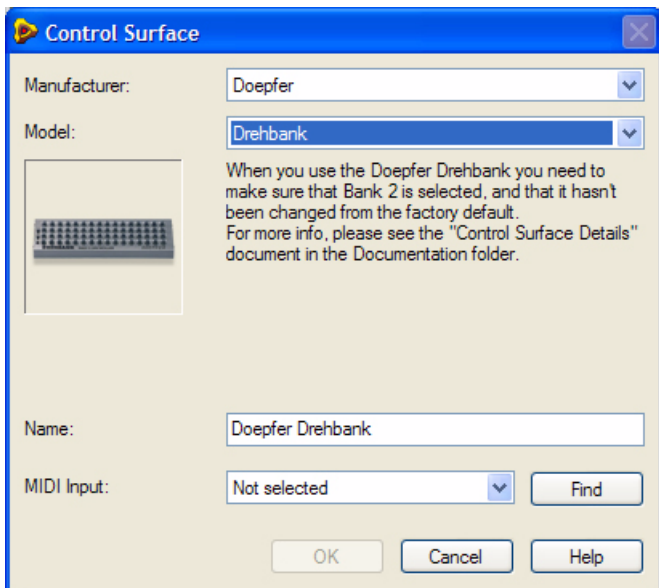 Control Surface
Manufacturer:
Doepfer
Model:
Drehbank
When you use the Doepfer Drehbank you need to
make sure that Bank 2 is selected, and that it hasn't
been changed from the factory default.
For more info, please see the "Control Surface Details"
document in the Documentation folder.
Name:
Doepfer Drehbank
MIDI Input:
Not selected
Find
OK
Cancel
Help